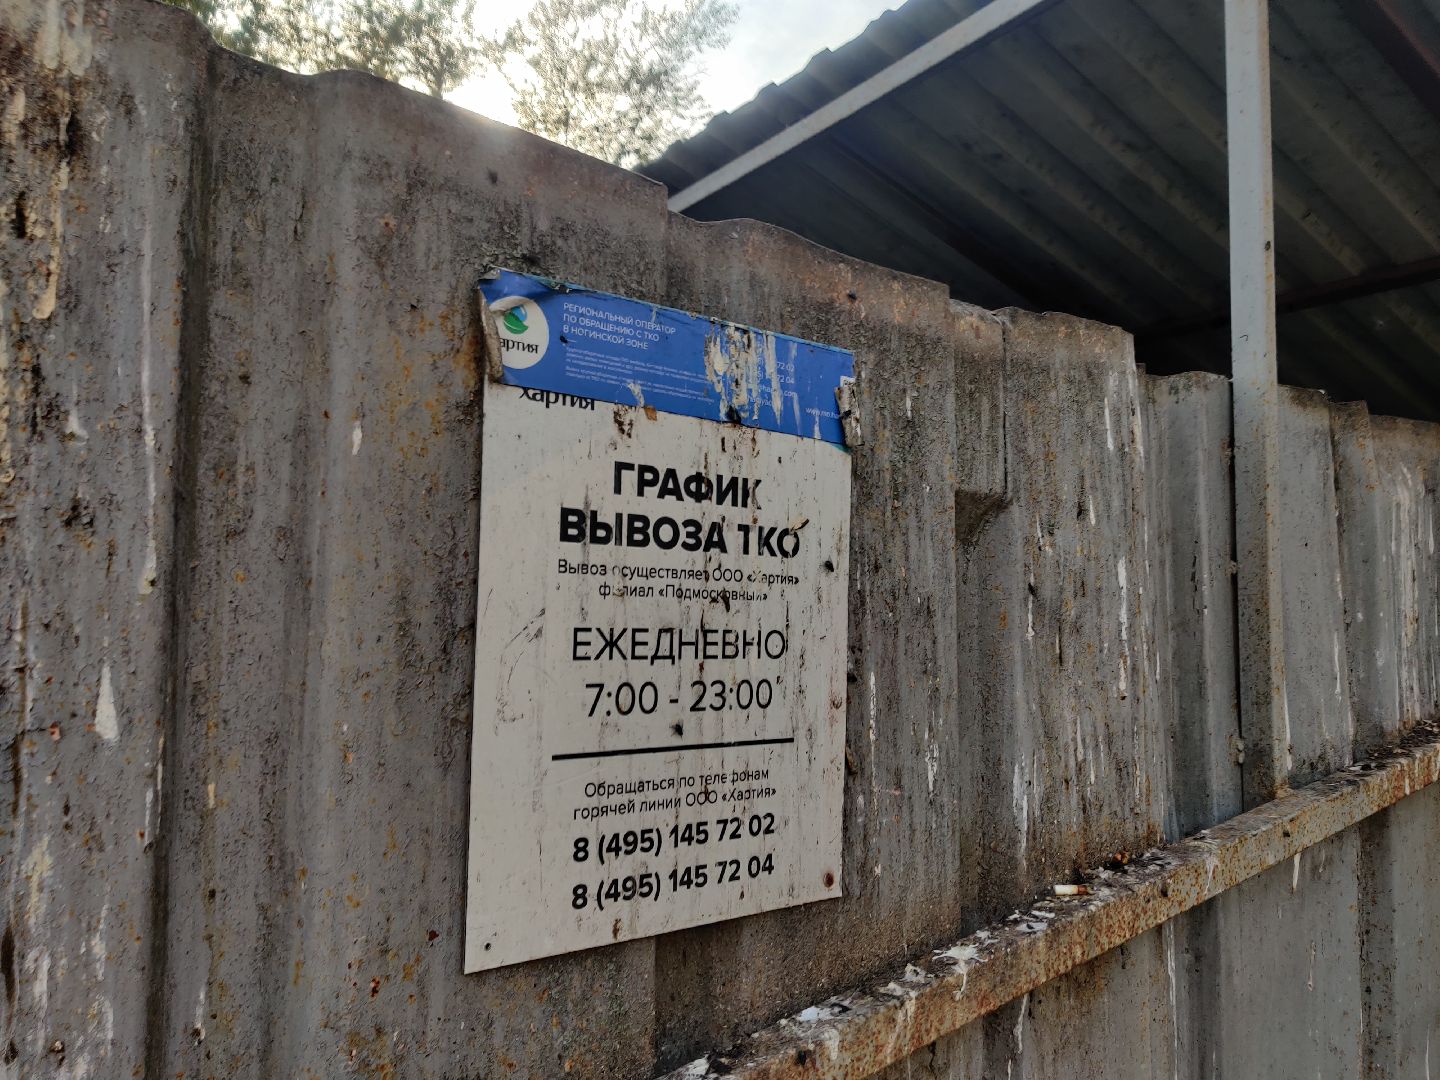 РЕГИОНАЛЬНЫЙ ОПЕРАТОР
ПО ОБРАЩЕНИЮ С ТКО
В НОГИНСКОЙ ЗОНЕ
Хартия
ГРАФИК
ВЫВОЗА ТКО
Вывоз осуществляет ООО «Хартия»
филиал «Подмосковный»
ЕЖЕДНЕВНО
7:00 - 23:00
Обращаться по телефонам
горячей линии ООО «Хартия»
8 (495) 145 72 02
8 (495) 145 72 04